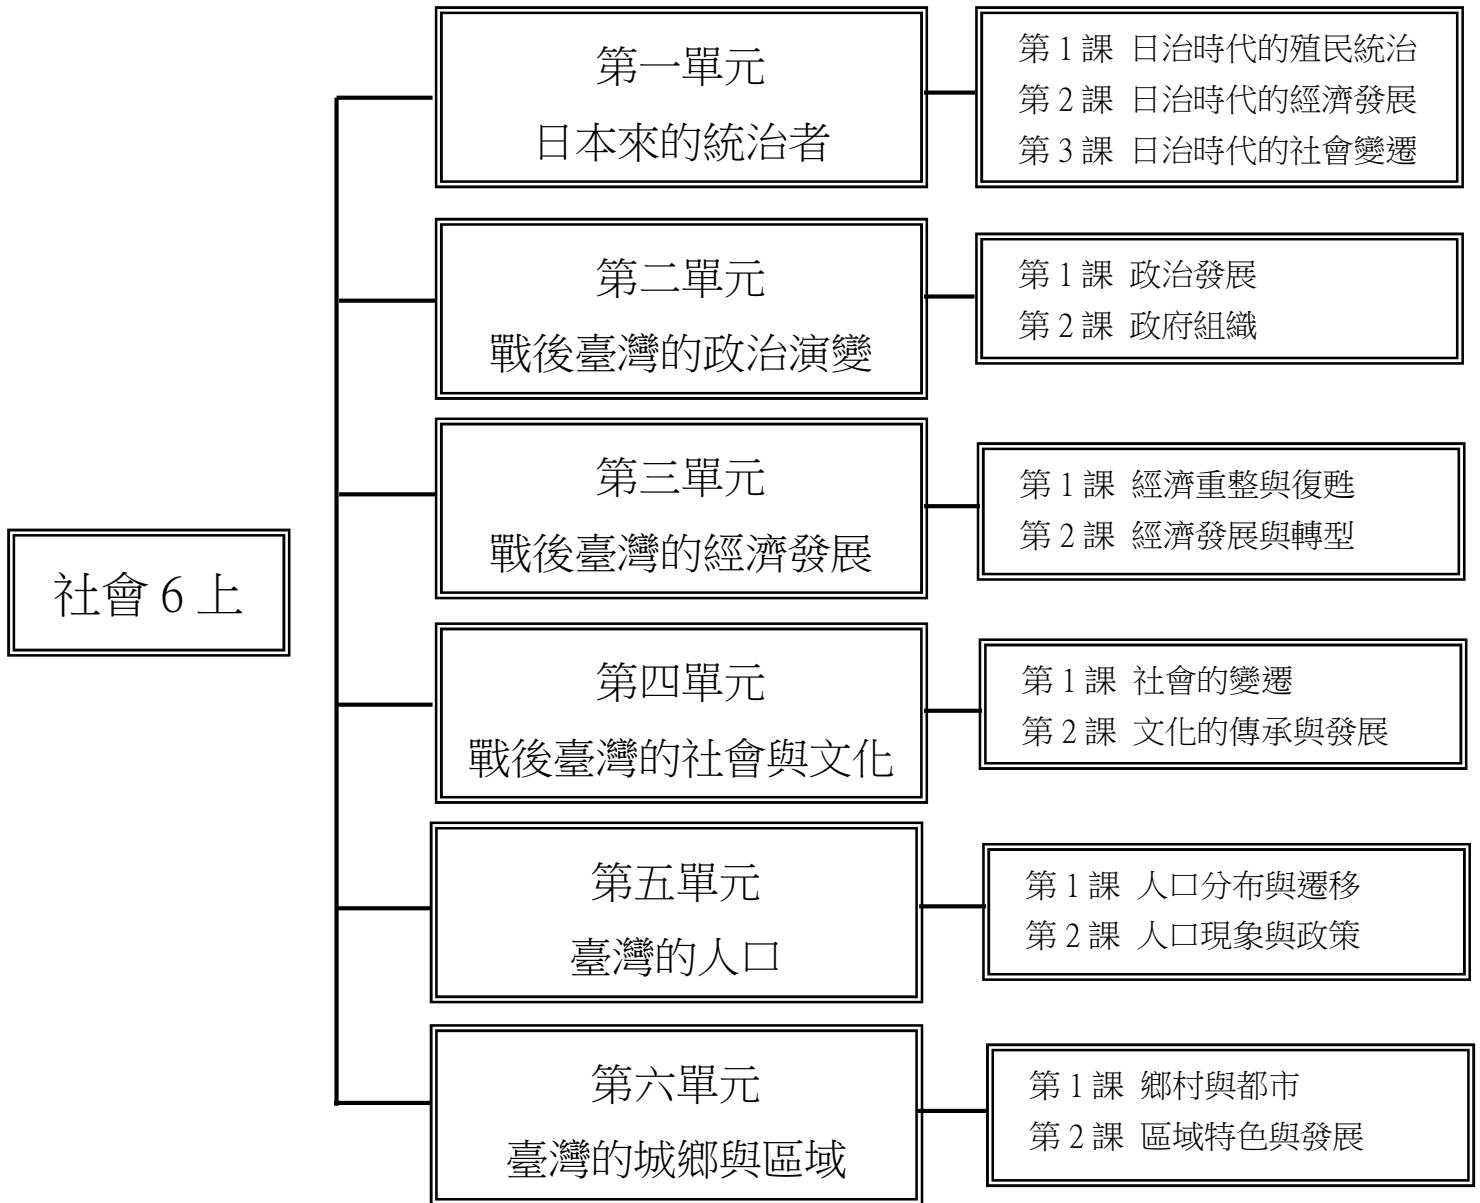 社會 6 上
第一單元
日本來的統治者
第 1 課 日治時代的殖民統治
第 2 課 日治時代的經濟發展
第 3 課 日治時代的社會變遷
第二單元
戰後臺灣的政治演變
第 1 課 政治發展
第 2 課 政府組織
第三單元
戰後臺灣的經濟發展
第 1 課 經濟重整與復甦
第 2 課 經濟發展與轉型
第四單元
戰後臺灣的社會與文化
第 1 課 社會的變遷
第 2 課 文化的傳承與發展
第五單元
臺灣的人口
第 1 課 人口分布與遷移
第 2 課 人口現象與政策
第六單元
臺灣的城鄉與區域
第 1 課 鄉村與都市
第 2 課 區域特色與發展